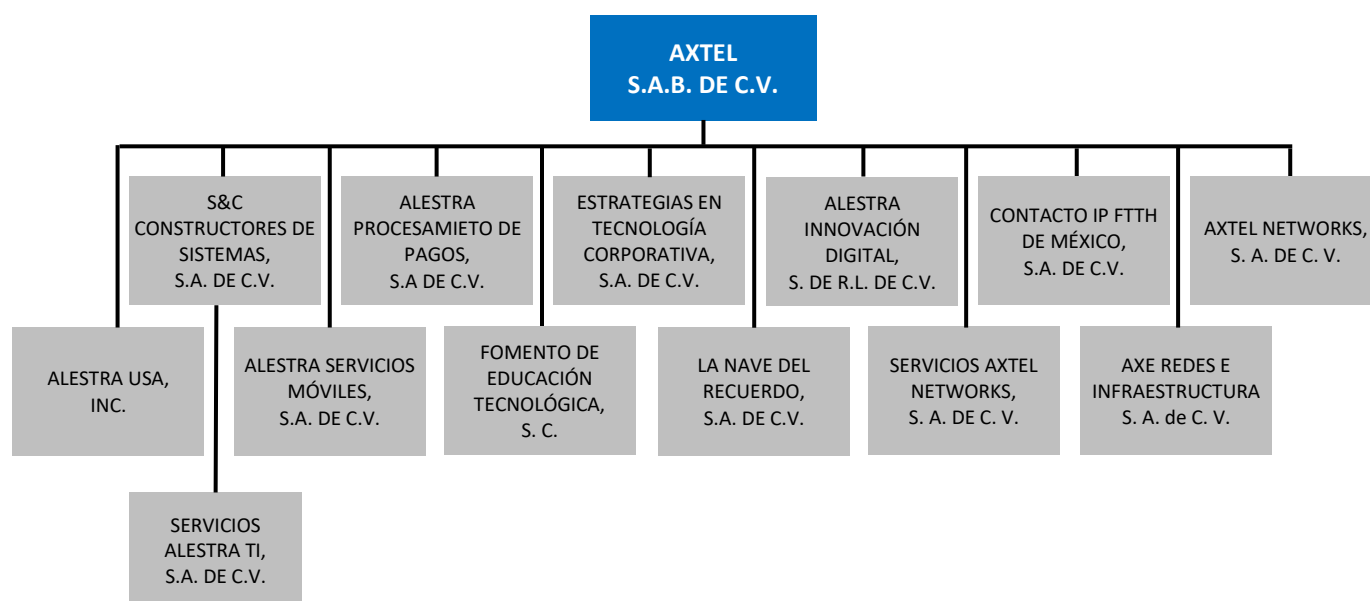 AXTEL
S.A.B. DE C.V.
S&C
CONSTRUCTORES DE
SISTEMAS,
S.A. DE C.V.
ALESTRA
PROCESAMIETO DE
PAGOS,
S.A DE C.V.
ESTRATEGIAS EN
TECNOLOGÍA
CORPORATIVA,
S.A. DE C.V.
ALESTRA
INNOVACIÓN
DIGITAL,
S. DE R.L. DE C.V.
CONTACTO IP FTTH
DE MÉXICO,
S.A. DE C.V.
AXTEL NETWORKS,
S. A. DE C. V.
ALESTRA USA,
INC.
ALESTRA SERVICIOS
MÓVILES,
S.A. DE C.V.
FOMENTO DE
EDUCACIÓN
TECNOLÓGICA,
S. C.
LA NAVE DEL
RECUERDO,
S.A. DE C.V.
SERVICIOS AXTEL
NETWORKS,
S. A. DE C. V.
AXE REDES E
INFRAESTRUCTURA
S. A. de C. V.
SERVICIOS
ALESTRA TI,
S.A. DE C.V.